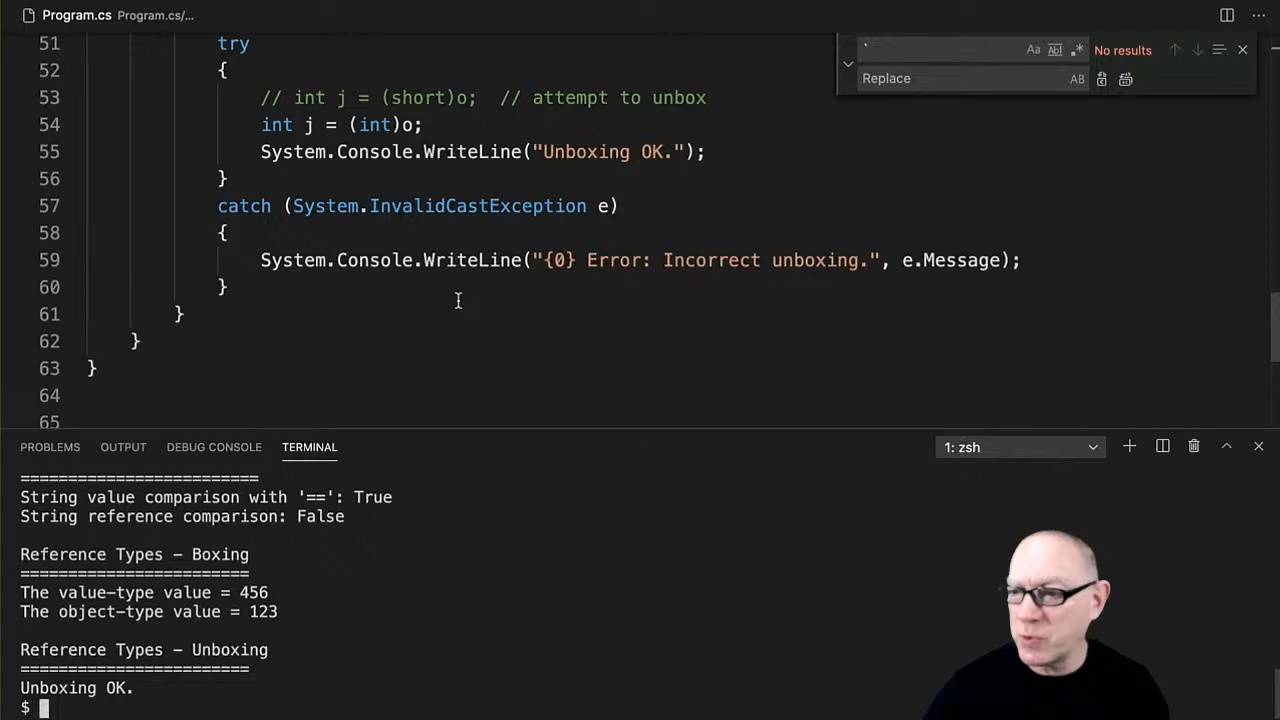 Program.cs Program.cs/...
51 try
` Aa Abl .* No results
52 {
Replace AB
53 // int j = (short)o;  // attempt to unbox
54 int j = (int)o;
55 System.Console.WriteLine("Unboxing OK.");
56 }
57 catch (System.InvalidCastException e)
58 {
59 System.Console.WriteLine("{0} Error: Incorrect unboxing.", e.Message);
60 }
61 }
62 }
63 }
64
65
PROBLEMS OUTPUT DEBUG CONSOLE TERMINAL 1: zsh
=========================
String value comparison with '==': True
String reference comparison: False
Reference Types - Boxing
========================
The value-type value = 456
The object-type value = 123
Reference Types - Unboxing
========================
Unboxing OK.
$